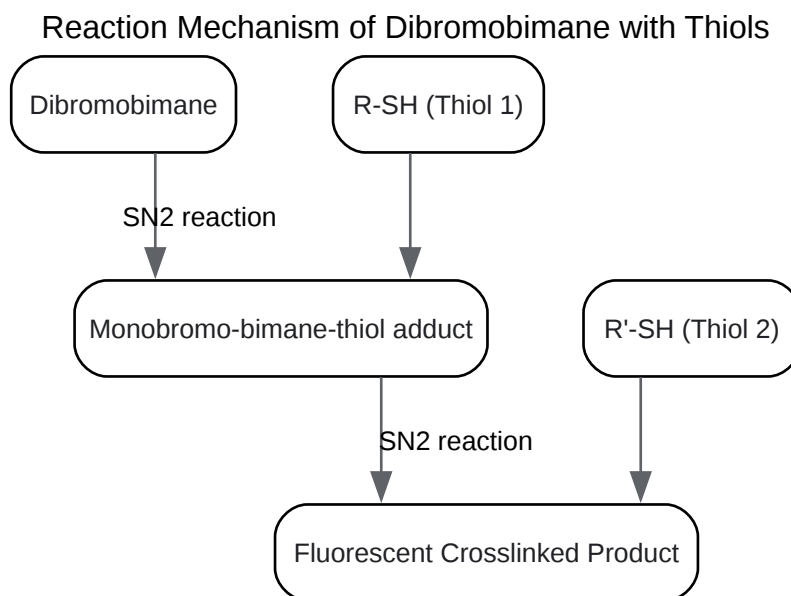 Reaction Mechanism of Dibromobimane with Thiols
Dibromobimane
R-SH (Thiol 1)
SN2 reaction
Monobromo-bimane-thiol adduct
R'-SH (Thiol 2)
SN2 reaction
Fluorescent Crosslinked Product